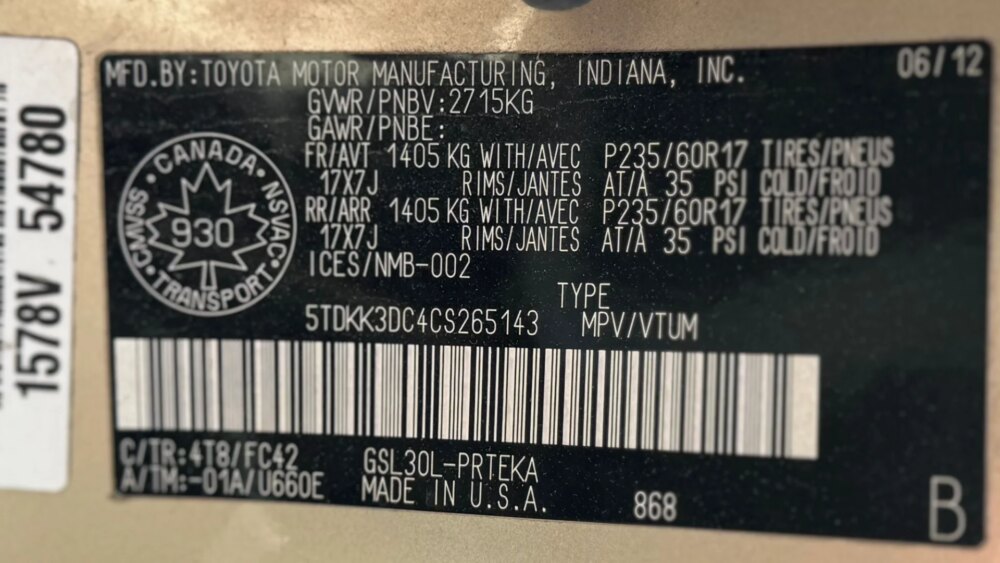 MFD.BY:TOYOTA MOTOR MANUFACTURING, INDIANA, INC. 06/12
GVWR/PNBV:2715KG
GAWR/PNBE:
FR/AVT 1405 KG WITH/AVEC P235/60R17 TIRES/PNEUS
17X7J RIMS/JANTES AT/A 35 PSI COLD/FROID
RR/ARR 1405 KG WITH/AVEC P235/60R17 TIRES/PNEUS
17X7J RIMS/JANTES AT/A 35 PSI COLD/FROID
ICES/NMB-002
CANADA
NSVAC•CMVSS
930
TRANSPORT
TYPE
5TDKK3DC4CS265143 MPV/VTUM
C/TR:4T8/FC42 GSL30L-PRTEKA
A/TM:-01A/U660E MADE IN U.S.A. 868
B
1578V 54780